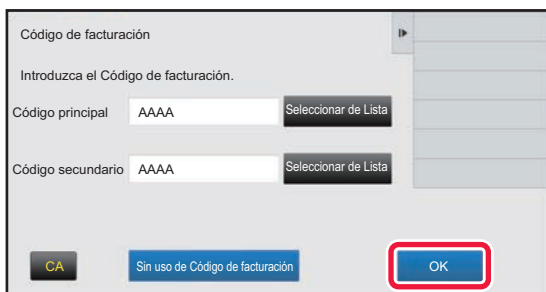 Código de facturación
Introduzca el Código de facturación.
Código principal AAAA Seleccionar de Lista
Código secundario AAAA Seleccionar de Lista
CA Sin uso de Código de facturación OK